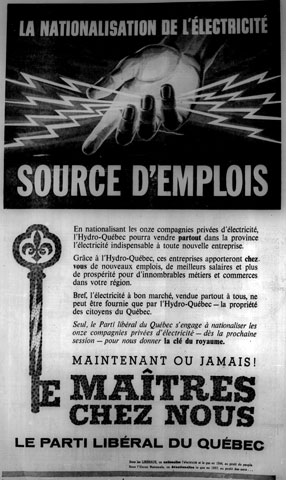 LA NATIONALISATION DE L'ÉLECTRICITÉ
SOURCE D'EMPLOIS
En nationalisant les onze compagnies privées d'électricité,
l'Hydro-Québec pourra vendre partout dans la province
l'électricité indispensable à toute nouvelle entreprise.
Grâce à l'Hydro-Québec, ces entreprises apporteront chez
vous de nouveaux emplois, de meilleurs salaires et plus
de prospérité pour d'innombrables métiers et commerces
dans votre région.
Bref, l'électricité à bon marché, vendue partout à tous, ne
peut être fournie que par l'Hydro-Québec — la propriété
des citoyens du Québec.
Seul, le Parti libéral du Québec s'engage à nationaliser les
onze compagnies privées d'électricité — dès la prochaine
session — pour nous donner la clé du royaume.
MAINTENANT OU JAMAIS!
MAÎTRES
CHEZ NOUS
LE PARTI LIBÉRAL DU QUÉBEC